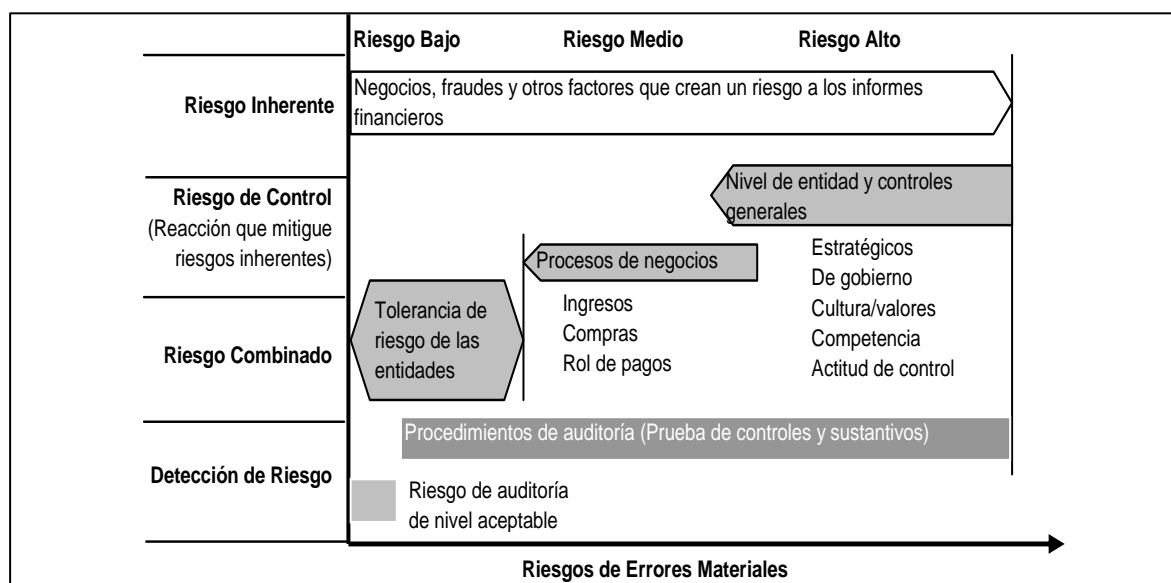 Riesgo Bajo
Riesgo Medio
Riesgo Alto
Riesgo Inherente
Negocios, fraudes y otros factores que crean un riesgo a los informes
financieros
Riesgo de Control
(Reacción que mitigue
riesgos inherentes)
Nivel de entidad y controles
generales
Estratégicos
De gobierno
Cultura/valores
Competencia
Actitud de control
Procesos de negocios
Ingresos
Compras
Rol de pagos
Riesgo Combinado
Tolerancia de
riesgo de las
entidades
Detección de Riesgo
Procedimientos de auditoría (Prueba de controles y sustantivos)
Riesgo de auditoría
de nivel aceptable
Riesgos de Errores Materiales